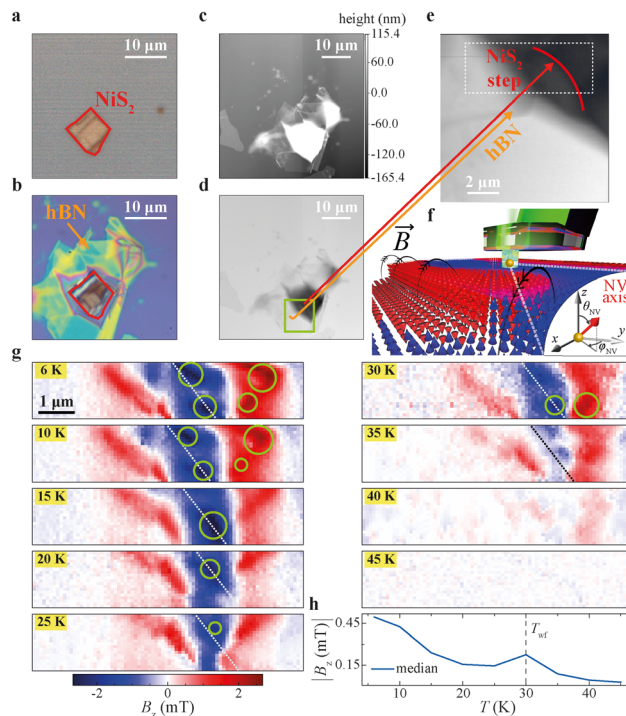 a
10 μm
NiS2
b
10 μm
hBN
c
height (nm)
10 μm
115.4
60.0
0.0
-60.0
-165.4
d
10 μm
e
NiS2
step
hBN
2 μm
f
B
NV
axis
z
θNV
x
y
φNV
g
6 K
1 μm
10 K
15 K
20 K
25 K
-2 0 2
Bz (mT)
30 K
35 K
40 K
45 K
h
|Bz (mT)|
0.45
0.15
Twf
median
10 20 30 40
T (K)